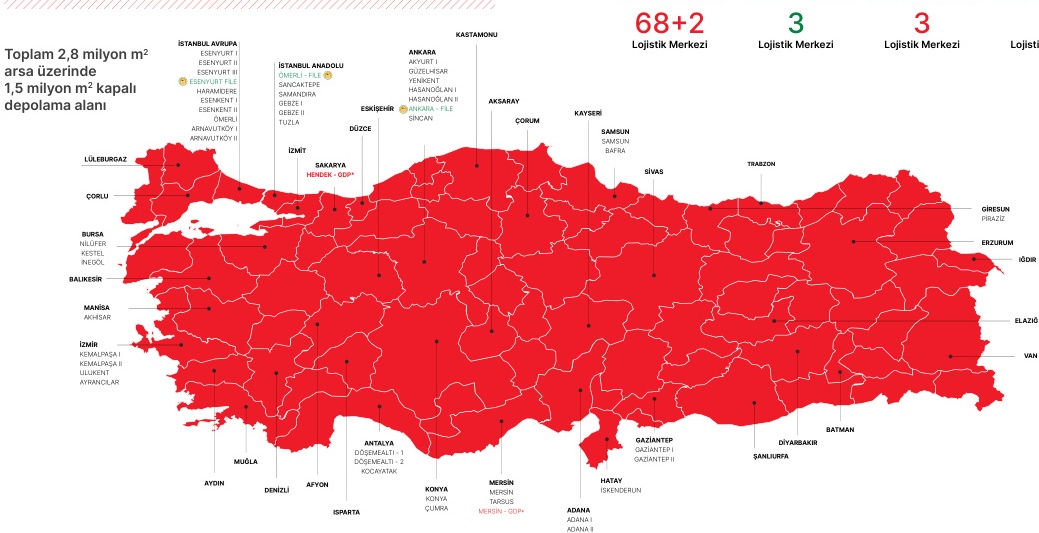 68+2
Lojistik Merkezi
3
Lojistik Merkezi
3
Lojistik Merkezi
Lojisti
Toplam 2,8 milyon m²
arsa üzerinde
1,5 milyon m² kapalı
depolama alanı
İSTANBUL AVRUPA
ESENYURT I
ESENYURT II
ESENYURT III
ESENYURT FİLE
HARAMİDERE
ESENKENT I
ESENKENT II
ÖMERLİ
ARNAVUTKÖY I
ARNAVUTKÖY II
İSTANBUL ANADOLU
ÖMERLİ - FİLE
SANCAKTEPE
SAMANDIRA
GEBZE I
GEBZE II
TUZLA
İZMİT
SAKARYA
HENDEK - GDP*
DÜZCE
ESKİŞEHİR
ANKARA
AKYURT I
GÜZELHİSAR
YENİKENT
HASANOĞLAN I
HASANOĞLAN II
ANKARA - FİLE
SİNCAN
KASTAMONU
AKSARAY
ÇORUM
KAYSERİ
SAMSUN
SAMSUN
BAFRA
SİVAS
TRABZON
LÜLEBURGAZ
ÇORLU
BURSA
NİLÜFER
KESTEL
İNEGÖL
BALIKESİR
MANİSA
AKHİSAR
İZMİR
KEMALPAŞA I
KEMALPAŞA II
ULUKENT
AYRANCILAR
GİRESUN
PİRAZİZ
ERZURUM
IĞDIR
ELAZIĞ
VAN
AYDIN
MUĞLA
DENİZLİ
AFYON
ISPARTA
ANTALYA
DÖŞEMEALTI - 1
DÖŞEMEALTI - 2
KOCAYATAK
KONYA
KONYA
ÇUMRA
MERSİN
MERSİN
TARSUS
MERSİN - GDP*
ADANA
ADANA I
ADANA II
HATAY
İSKENDERUN
GAZİANTEP
GAZİANTEP I
GAZİANTEP II
ŞANLIURFA
DİYARBAKIR
BATMAN